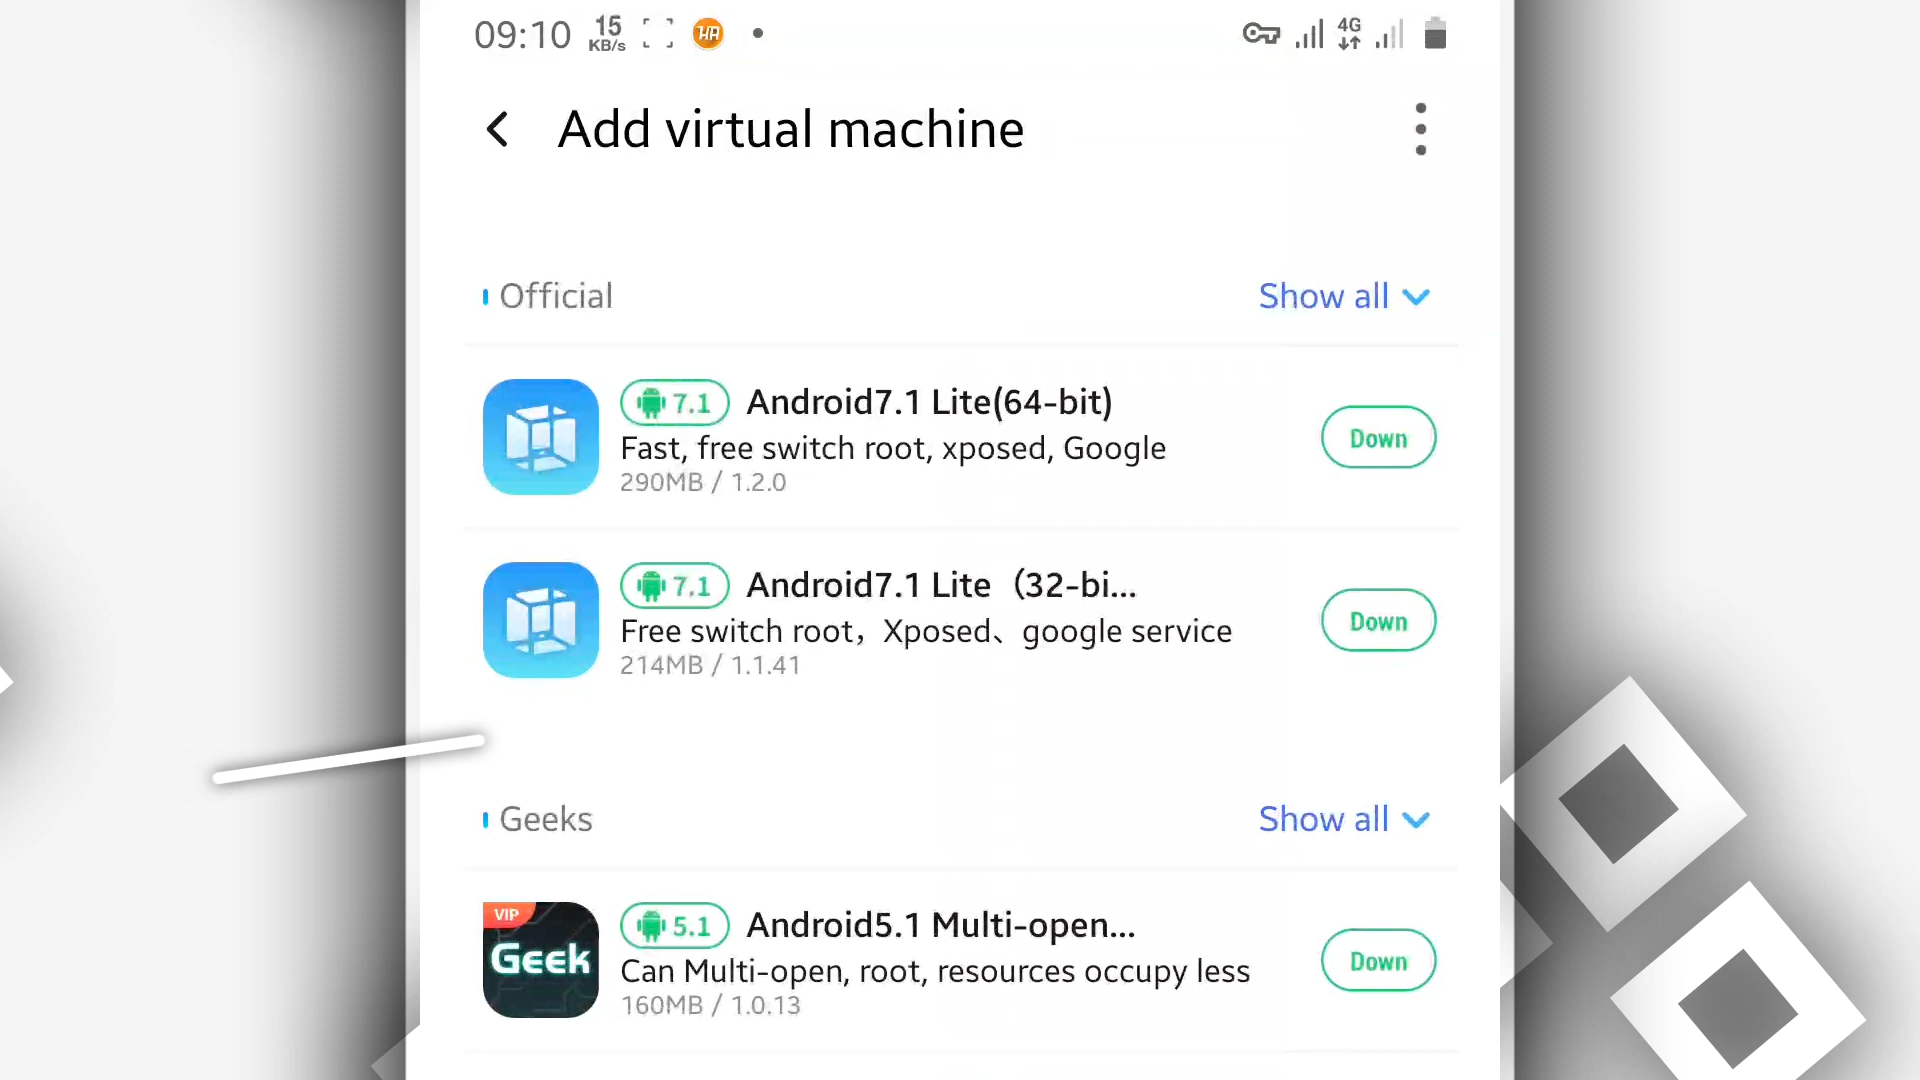 09:10 15 KB/s HA 4G
Add virtual machine
Official Show all
7.1 Android7.1 Lite(64-bit)
Fast, free switch root, xposed, Google
290MB / 1.2.0
Down
7.1 Android7.1 Lite（32-bi...
Free switch root，Xposed、google service
214MB / 1.1.41
Down
Geeks Show all
VIP
Geek
5.1 Android5.1 Multi-open...
Can Multi-open, root, resources occupy less
160MB / 1.0.13
Down